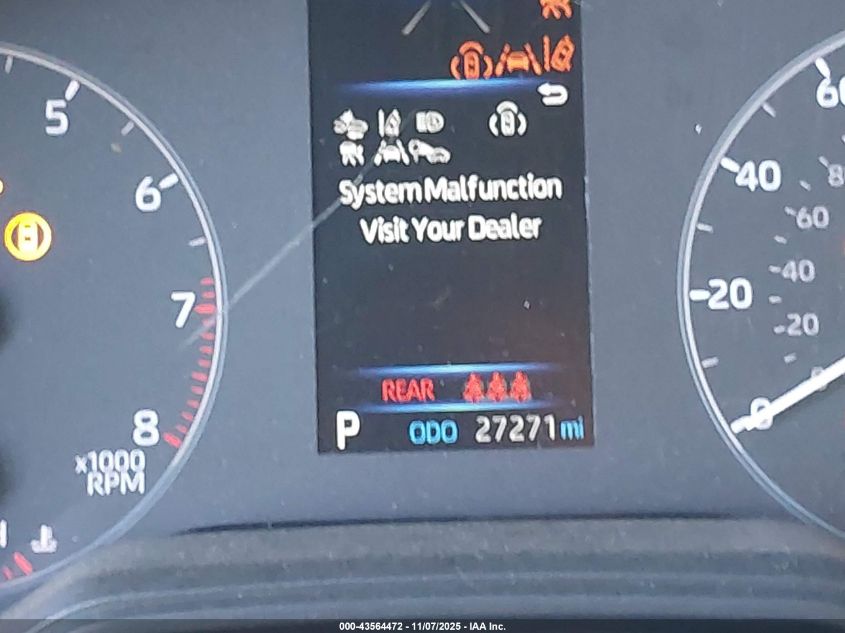 5
6
7
8
x1000
RPM
System Malfunction
Visit Your Dealer
REAR
P ODO 27271 mi
60
40
20
0
80
60
40
20
000-43564472 - 11/07/2025 - IAA Inc.